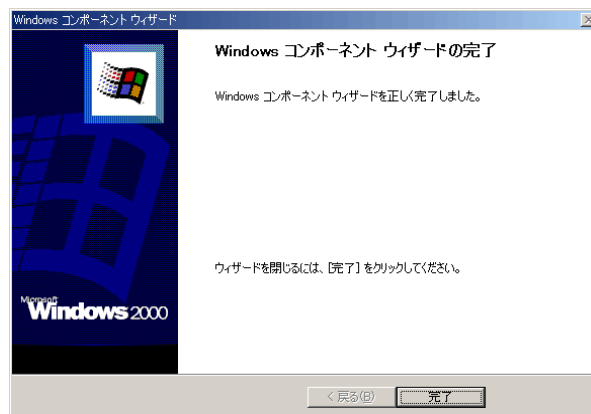 Windows コンポーネント ウィザード
Windows コンポーネント ウィザードの完了
Windows コンポーネント ウィザードを正しく完了しました。
ウィザードを閉じるには、[完了] をクリックしてください。
Microsoft
Windows 2000
< 戻る(B)
完了